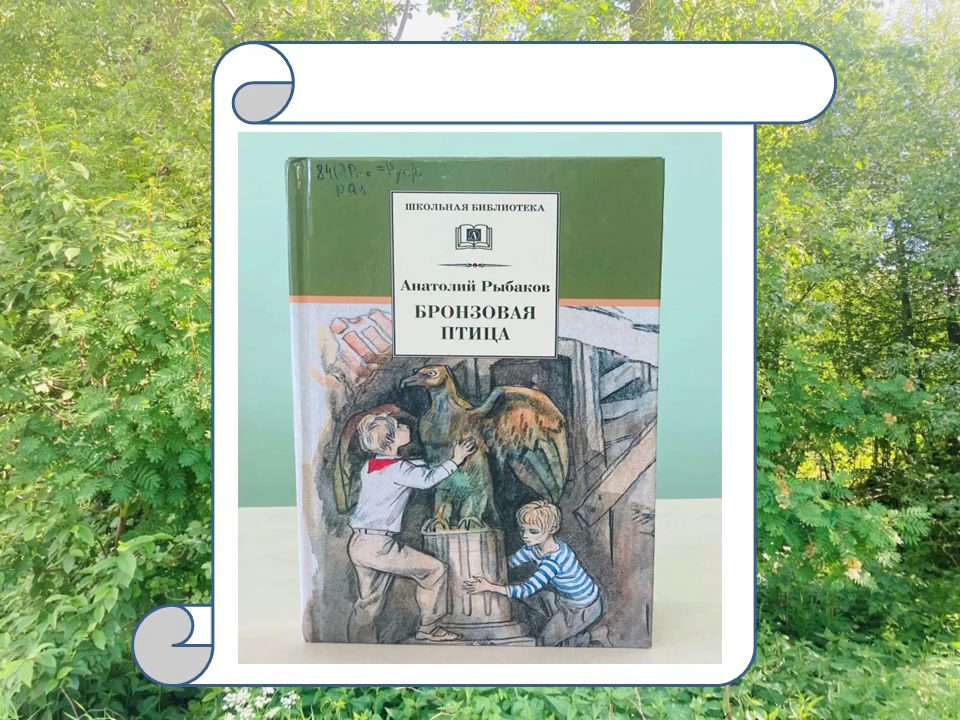 ШКОЛЬНАЯ БИБЛИОТЕКА
Анатолий Рыбаков
БРОНЗОВАЯ
ПТИЦА